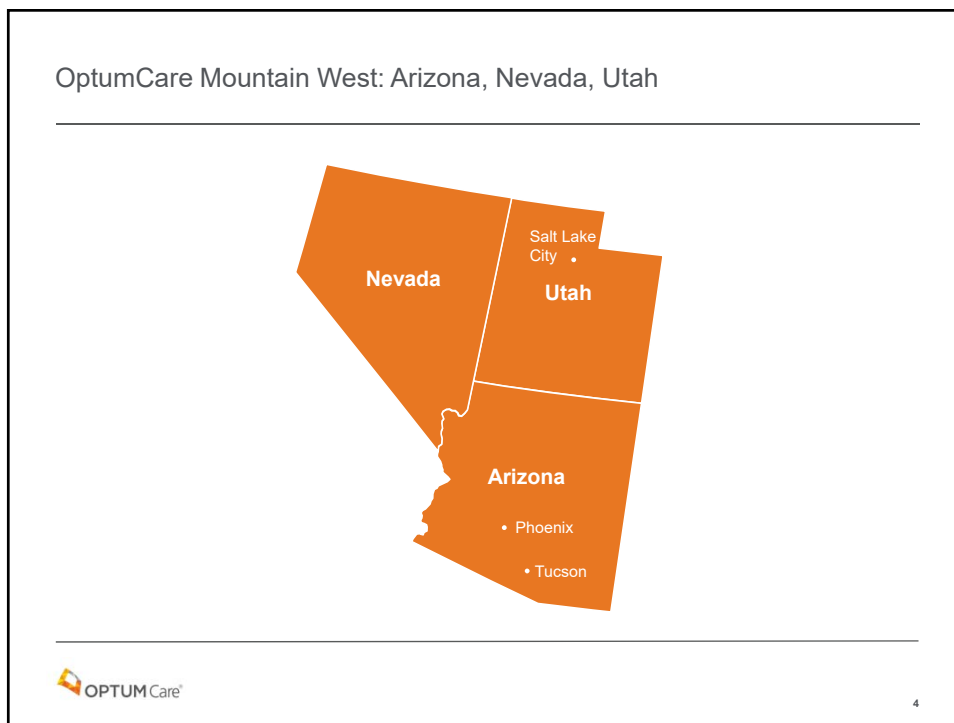 OptumCare Mountain West: Arizona, Nevada, Utah
Salt Lake
City
Nevada
Utah
Arizona
Phoenix
Tucson
OPTUM Care®
4